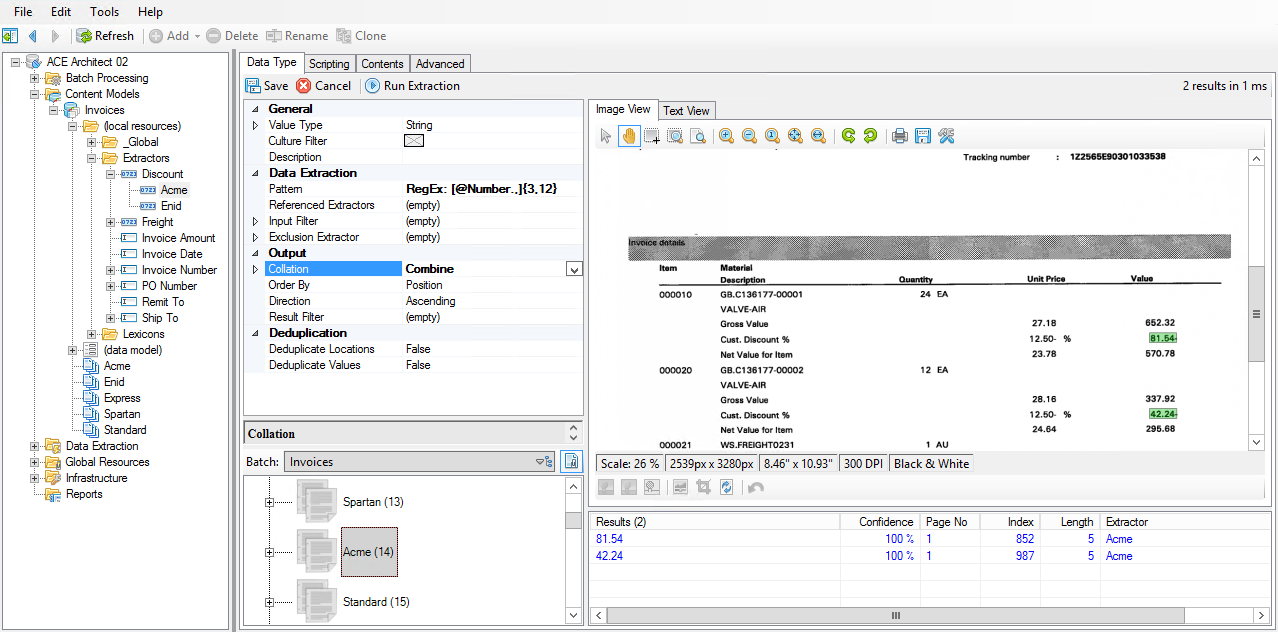 File Edit Tools Help
Refresh Add Delete Rename Clone
ACE Architect 02
Batch Processing
Content Models
Invoices
(local resources)
_Global
Extractors
Discount
Acme
Enid
Freight
Invoice Amount
Invoice Date
Invoice Number
PO Number
Remit To
Ship To
Lexicons
(data model)
Acme
Enid
Express
Spartan
Standard
Data Extraction
Global Resources
Infrastructure
Reports
Data Type Scripting Contents Advanced
Save Cancel Run Extraction 2 results in 1 ms
General
Value Type String
Culture Filter
Description
Data Extraction
Pattern RegEx: [@Number.,]{3,12}
Referenced Extractors (empty)
Input Filter (empty)
Exclusion Extractor (empty)
Output
Collation Combine
Order By Position
Direction Ascending
Result Filter (empty)
Deduplication
Deduplicate Locations False
Deduplicate Values False
Collation
Batch: Invoices
Spartan (13)
Acme (14)
Standard (15)
Image View Text View
Tracking number : 1Z2565E90301033538
Invoice details
Item Material
Description Quantity Unit Price Value
000010 GB.C136177-00001 24 EA
VALVE-AIR
Gross Value 27.18 652.32
Cust. Discount % 12.50- % 81.54-
Net Value for Item 23.78 570.78
000020 GB.C136177-00002 12 EA
VALVE-AIR
Gross Value 28.16 337.92
Cust. Discount % 12.50- % 42.24-
Net Value for Item 24.64 295.68
000021 WS.FREIGHT0231 1 AU
Scale: 26 % 2539px x 3280px 8.46" x 10.93" 300 DPI Black & White
Results (2) Confidence Page No Index Length Extractor
81.54 100 % 1 852 5 Acme
42.24 100 % 1 987 5 Acme